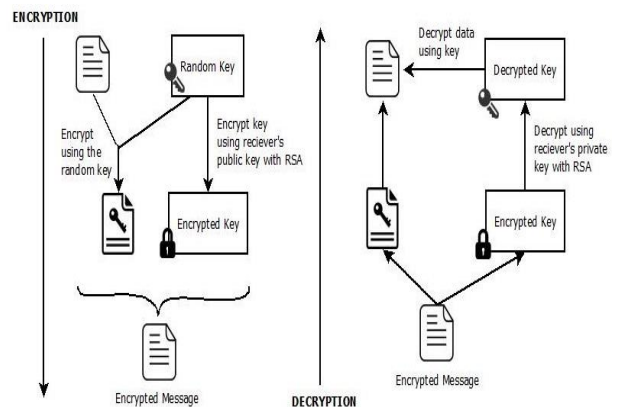 ENCRYPTION
Random Key
Encrypt
using the
random key
Encrypt key
using reciever's
public key with RSA
Encrypted Key
Encrypted Message
Decrypt data
using key
Decrypted Key
Decrypt using
reciever's private
key with RSA
Encrypted Key
Encrypted Message
DECRYPTION